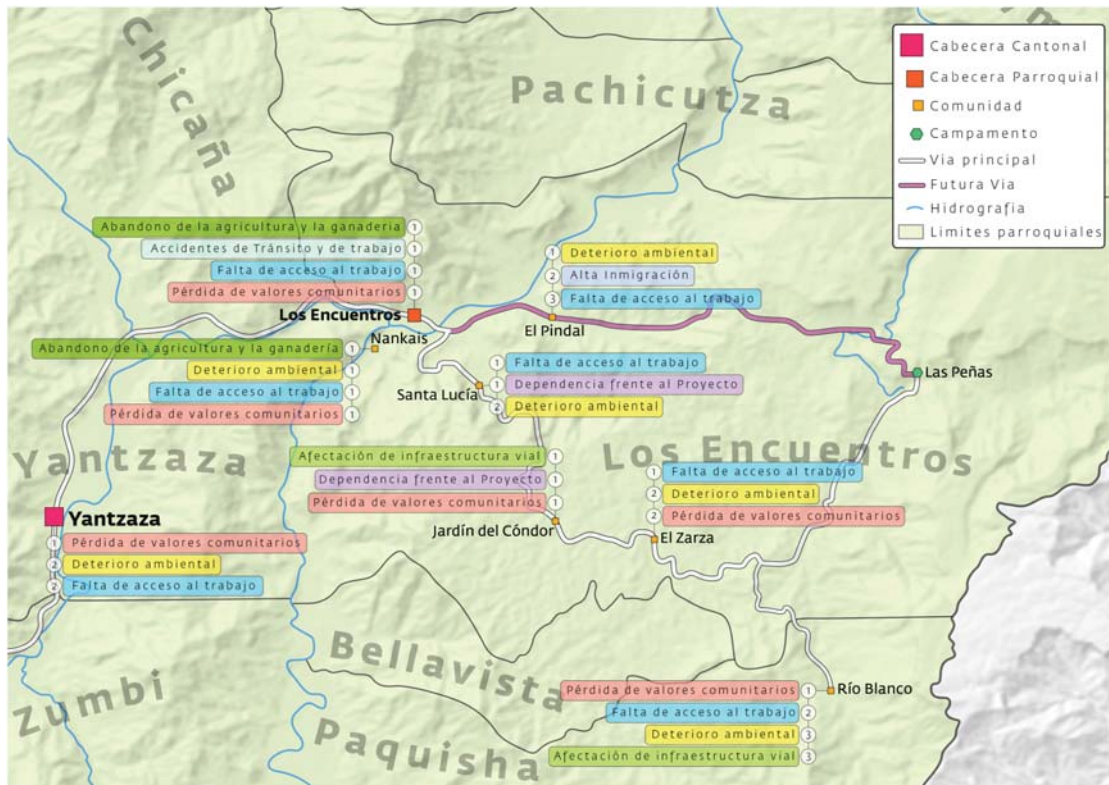 Chicaña
Pachicutza
Cabecera Cantonal
Cabecera Parroquial
Comunidad
Campamento
Via principal
Futura Via
Hidrografia
Limites parroquiales
Abandono de la agricultura y la ganaderia 1
Accidentes de Tránsito y de trabajo 1
Falta de acceso al trabajo 1
Pérdida de valores comunitarios 1
Los Encuentros
1 Deterioro ambiental
2 Alta Inmigración
3 Falta de acceso al trabajo
El Pindal
Nankais
Abandono de la agricultura y la ganadería 1
Deterioro ambiental 1
Falta de acceso al trabajo 1
Pérdida de valores comunitarios 1
Santa Lucía
1 Falta de acceso al trabajo
1 Dependencia frente al Proyecto
2 Deterioro ambiental
Las Peñas
Yantzaza
Los Encuentros
Afectación de infraestructura vial 1
Dependencia frente al Proyecto 1
Pérdida de valores comunitarios 1
Jardín del Cóndor
1 Falta de acceso al trabajo
2 Deterioro ambiental
2 Pérdida de valores comunitarios
El Zarza
Yantzaza
1 Pérdida de valores comunitarios
2 Deterioro ambiental
2 Falta de acceso al trabajo
Bellavista
Zumbi
Paquisha
Pérdida de valores comunitarios 1
Falta de acceso al trabajo 2
Deterioro ambiental 3
Afectación de infraestructura vial 3
Río Blanco